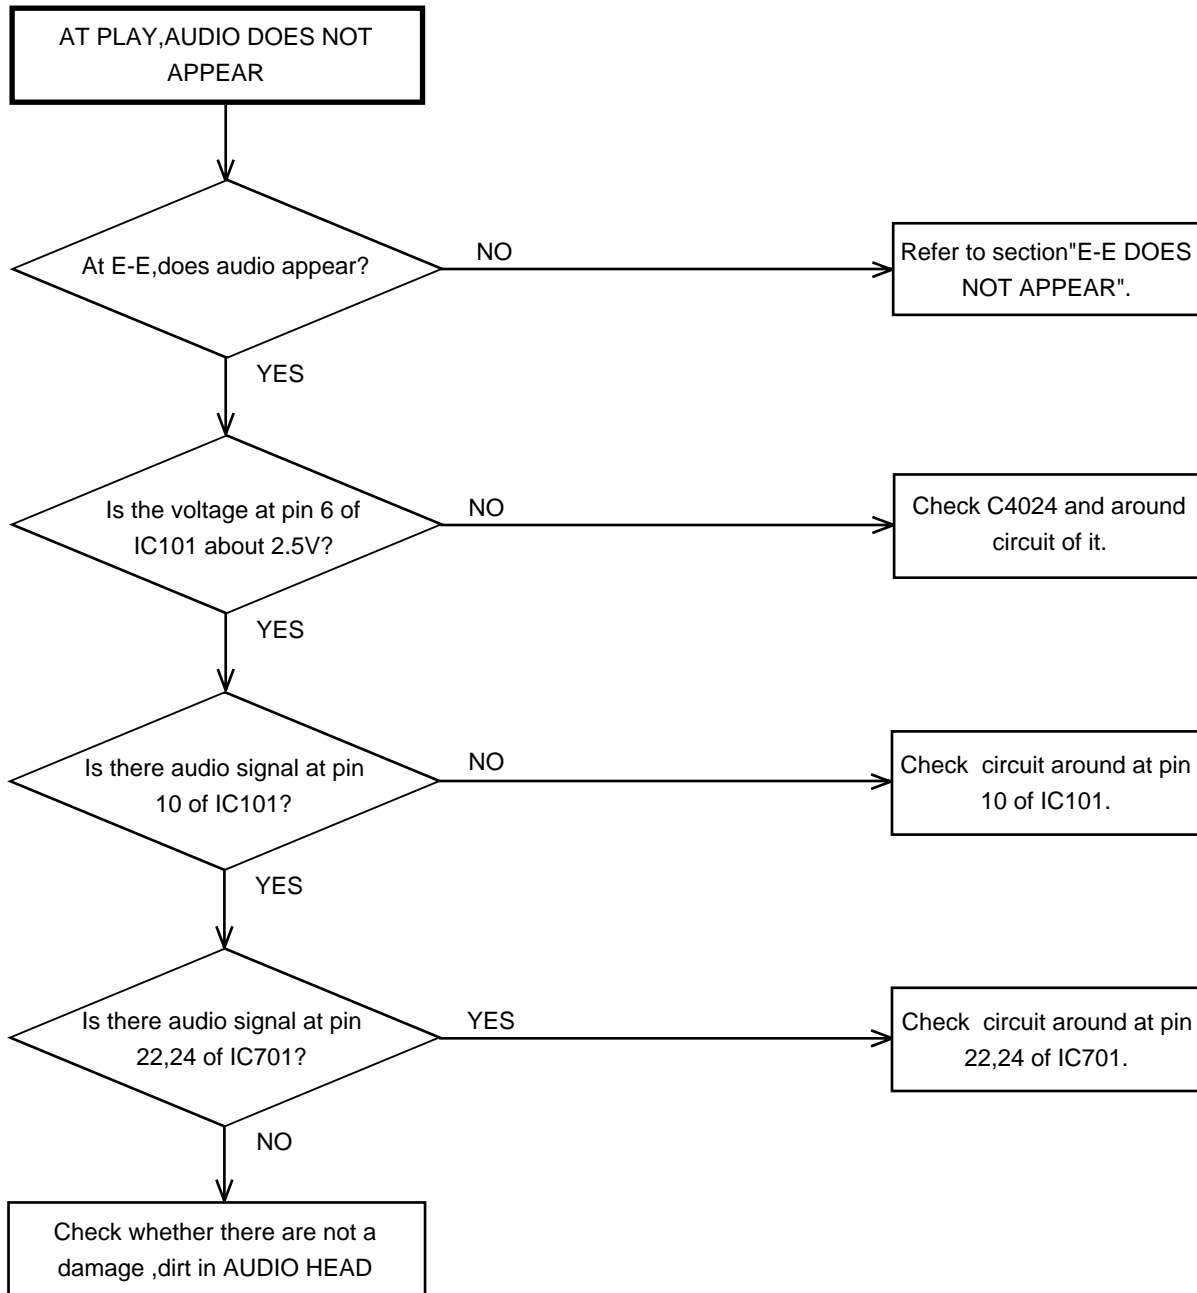 AT PLAY,AUDIO DOES NOT
APPEAR
At E-E,does audio appear?
NO
Refer to section"E-E DOES
NOT APPEAR".
YES
Is the voltage at pin 6 of
IC101 about 2.5V?
NO
Check C4024 and around
circuit of it.
YES
Is there audio signal at pin
10 of IC101?
NO
Check  circuit around at pin
10 of IC101.
YES
Is there audio signal at pin
22,24 of IC701?
YES
Check  circuit around at pin
22,24 of IC701.
NO
Check whether there are not a
damage ,dirt in AUDIO HEAD